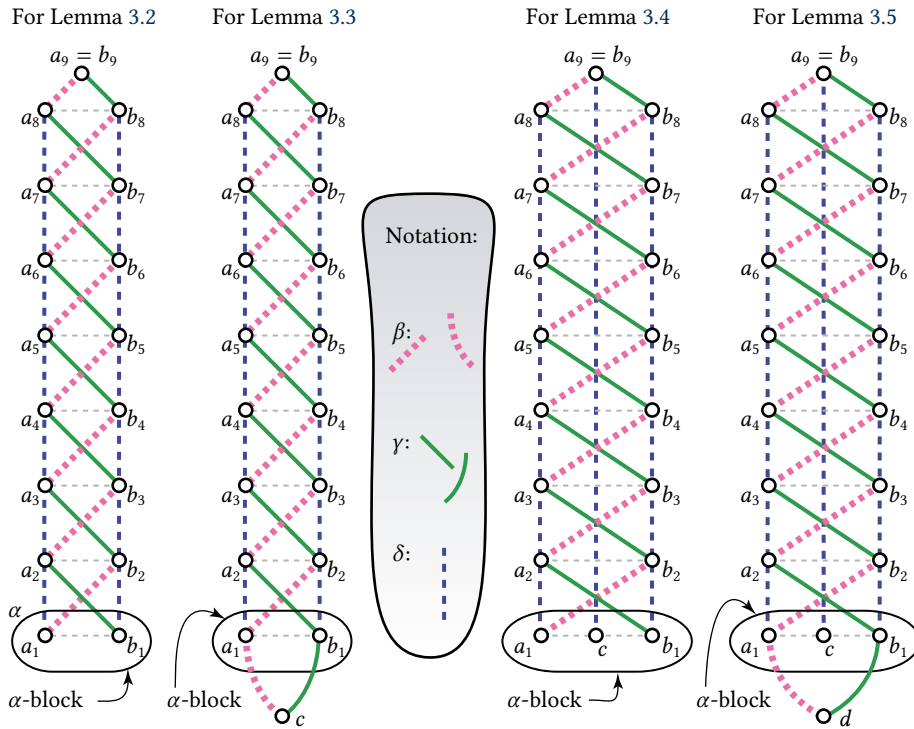 For Lemma 3.2
For Lemma 3.3
For Lemma 3.4
For Lemma 3.5
a₉ = b₉
a₉ = b₉
a₉ = b₉
a₉ = b₉
a₈ b₈ a₈ b₈ a₈ b₈ a₈ b₈
a₇ b₇ a₇ b₇ a₇ b₇ a₇ b₇
Notation:
a₆ b₆ a₆ b₆ a₆ b₆ a₆ b₆
β:
a₅ b₅ a₅ b₅ a₅ b₅ a₅ b₅
a₄ b₄ a₄ b₄ a₄ b₄ a₄ b₄
γ:
a₃ b₃ a₃ b₃ a₃ b₃ a₃ b₃
δ:
a₂ b₂ a₂ b₂ a₂ b₂ a₂ b₂
α
a₁ b₁ a₁ b₁ a₁ c b₁ a₁ c b₁
α-block
α-block
α-block
α-block
c
d